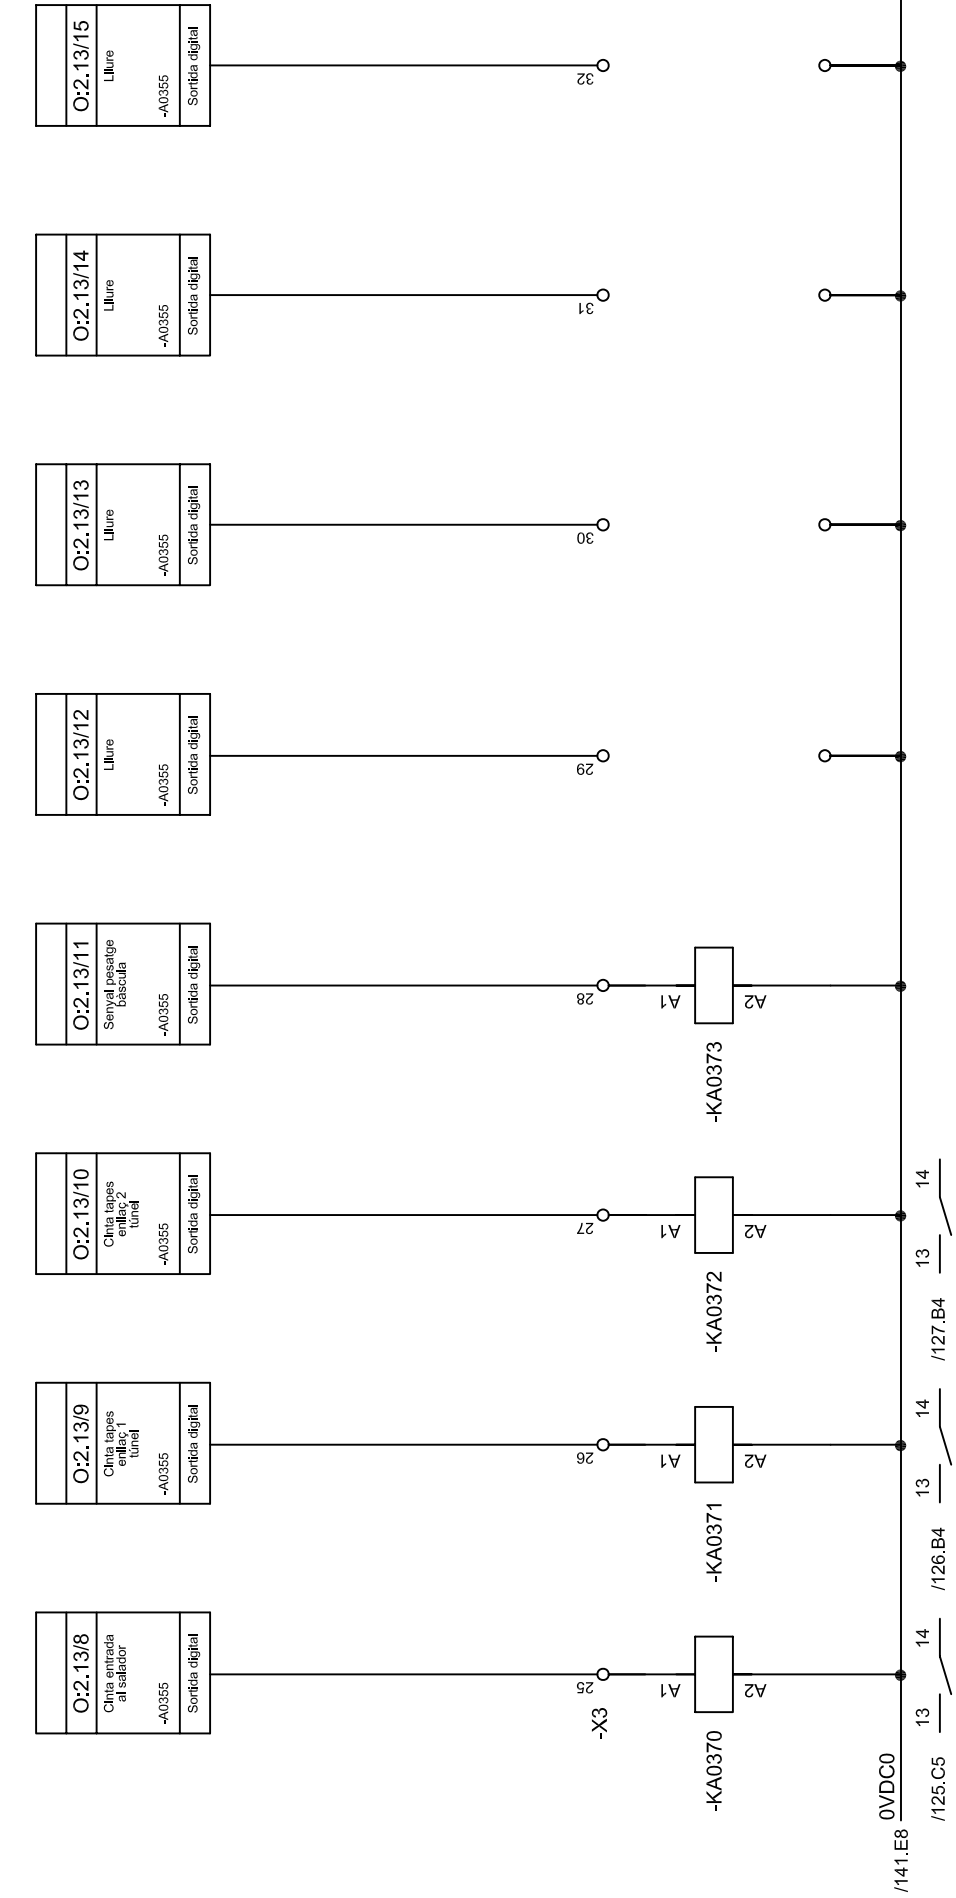 O:2.13/8
Cinta entrada
al salador
-A0355
Sortida digital
O:2.13/9
Cinta tapes
enllaç 1
túnel
-A0355
Sortida digital
O:2.13/10
Cinta tapes
enllaç 2
túnel
-A0355
Sortida digital
O:2.13/11
Senyal pesatge
bàscula
-A0355
Sortida digital
O:2.13/12
Lliure
-A0355
Sortida digital
O:2.13/13
Lliure
-A0355
Sortida digital
O:2.13/14
Lliure
-A0355
Sortida digital
O:2.13/15
Lliure
-A0355
Sortida digital
-X3
25
26
27
28
29
30
31
32
-KA0370
A1
A2
-KA0371
A1
A2
-KA0372
A1
A2
-KA0373
A1
A2
/141.E8
0VDC0
/125.C5
13
14
/126.B4
13
14
/127.B4
13
14